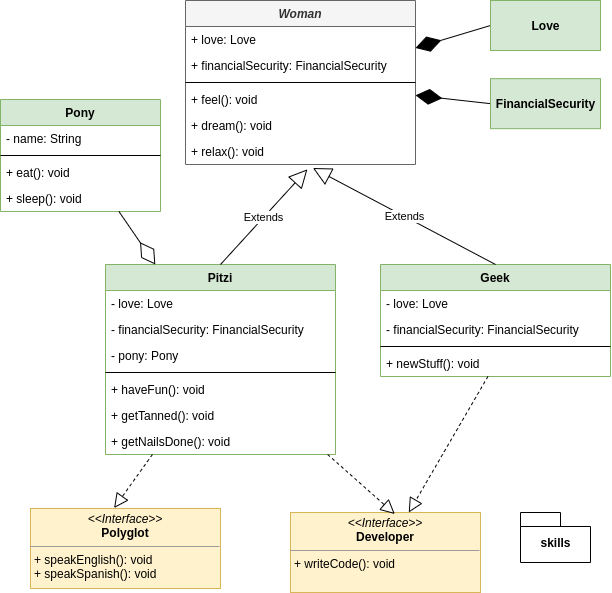 Woman
+ love: Love
+ financialSecurity: FinancialSecurity
+ feel(): void
+ dream(): void
+ relax(): void
Love
FinancialSecurity
Pony
- name: String
+ eat(): void
+ sleep(): void
Extends
Extends
Pitzi
- love: Love
- financialSecurity: FinancialSecurity
- pony: Pony
+ haveFun(): void
+ getTanned(): void
+ getNailsDone(): void
Geek
- love: Love
- financialSecurity: FinancialSecurity
+ newStuff(): void
<<Interface>>
Polyglot
+ speakEnglish(): void
+ speakSpanish(): void
<<Interface>>
Developer
+ writeCode(): void
skills